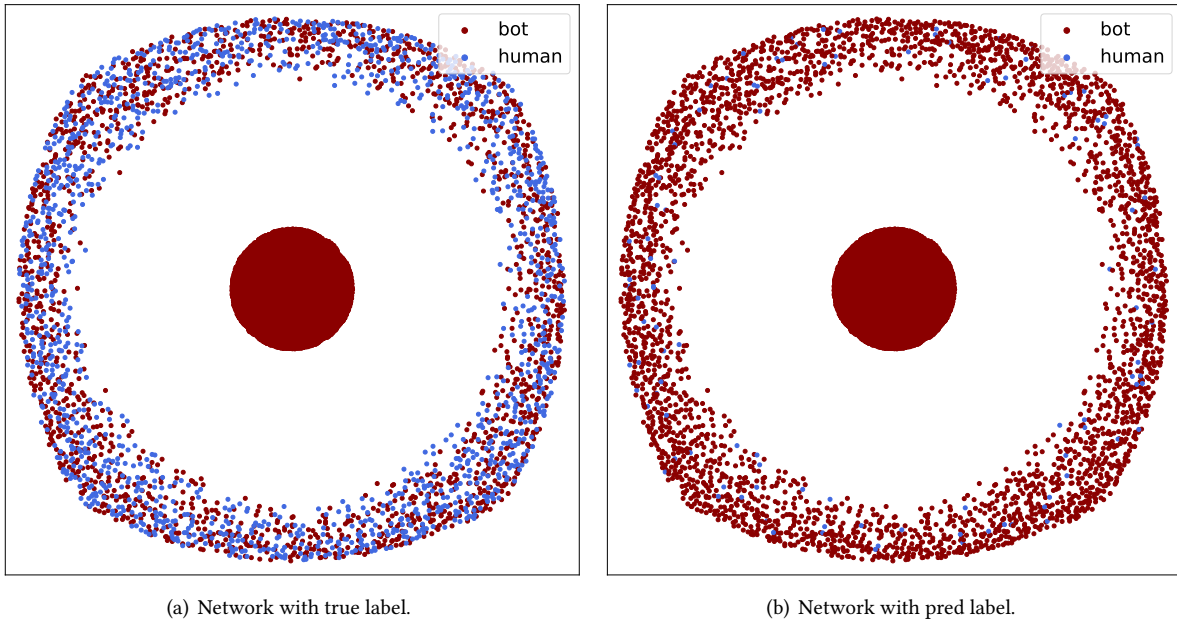 bot
human
bot
human
(a) Network with true label.
(b) Network with pred label.